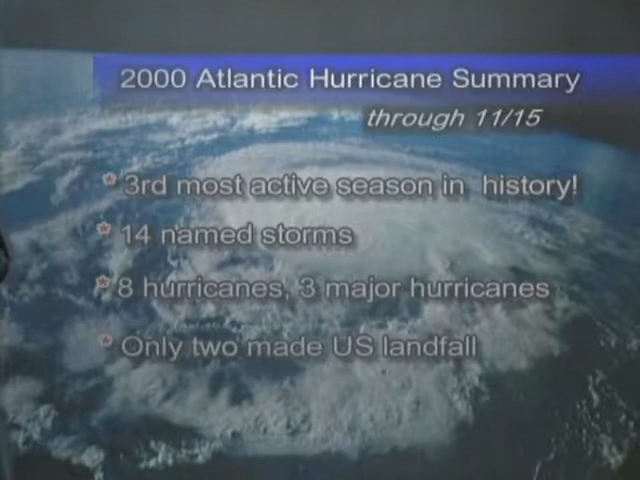 2000 Atlantic Hurricane Summary
through 11/15
* 3rd most active season in history!
* 14 named storms
* 8 hurricanes, 3 major hurricanes
* Only two made US landfall